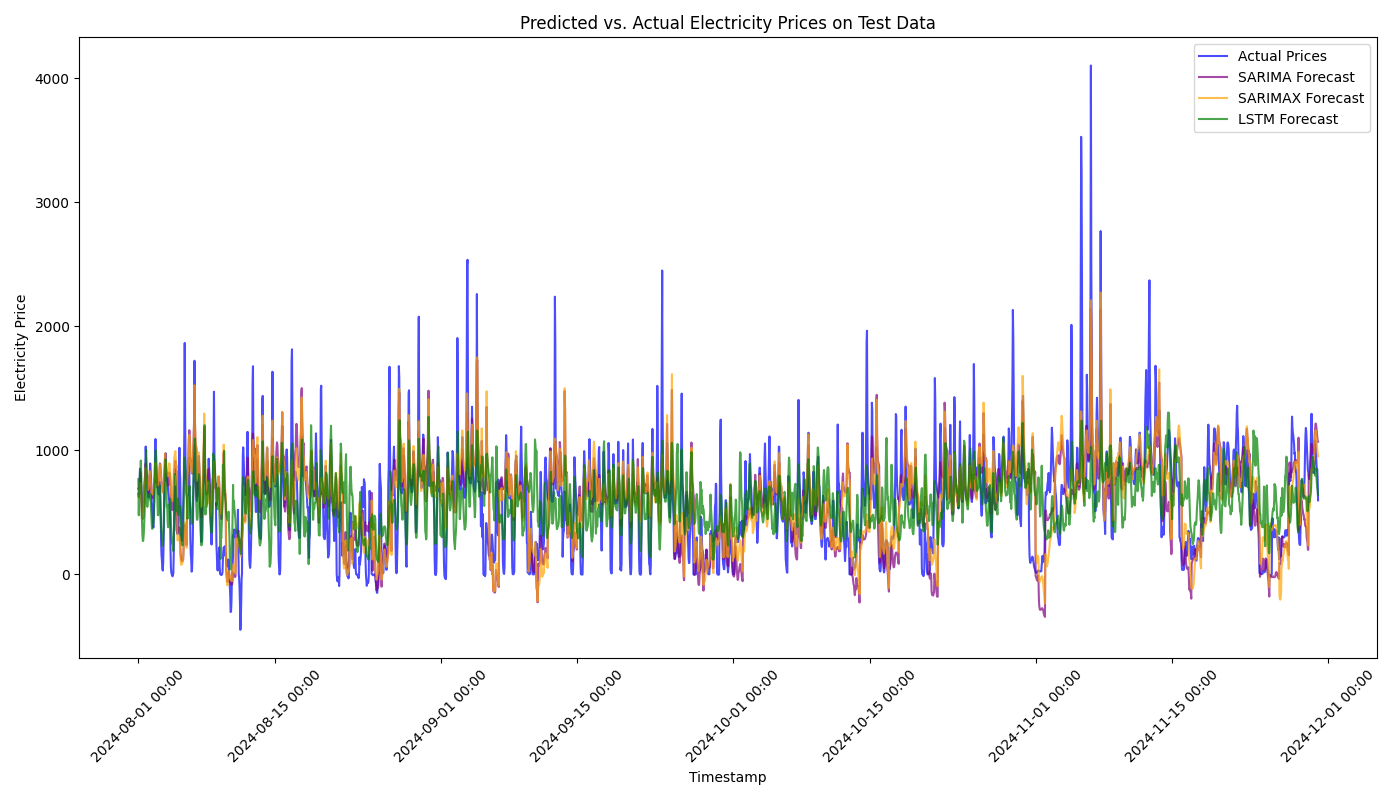 Predicted vs. Actual Electricity Prices on Test Data
Actual Prices
SARIMA Forecast
SARIMAX Forecast
LSTM Forecast
Electricity Price
4000
3000
2000
1000
0
2024-08-01 00:00
2024-08-15 00:00
2024-09-01 00:00
2024-09-15 00:00
2024-10-01 00:00
2024-10-15 00:00
2024-11-01 00:00
2024-11-15 00:00
2024-12-01 00:00
Timestamp